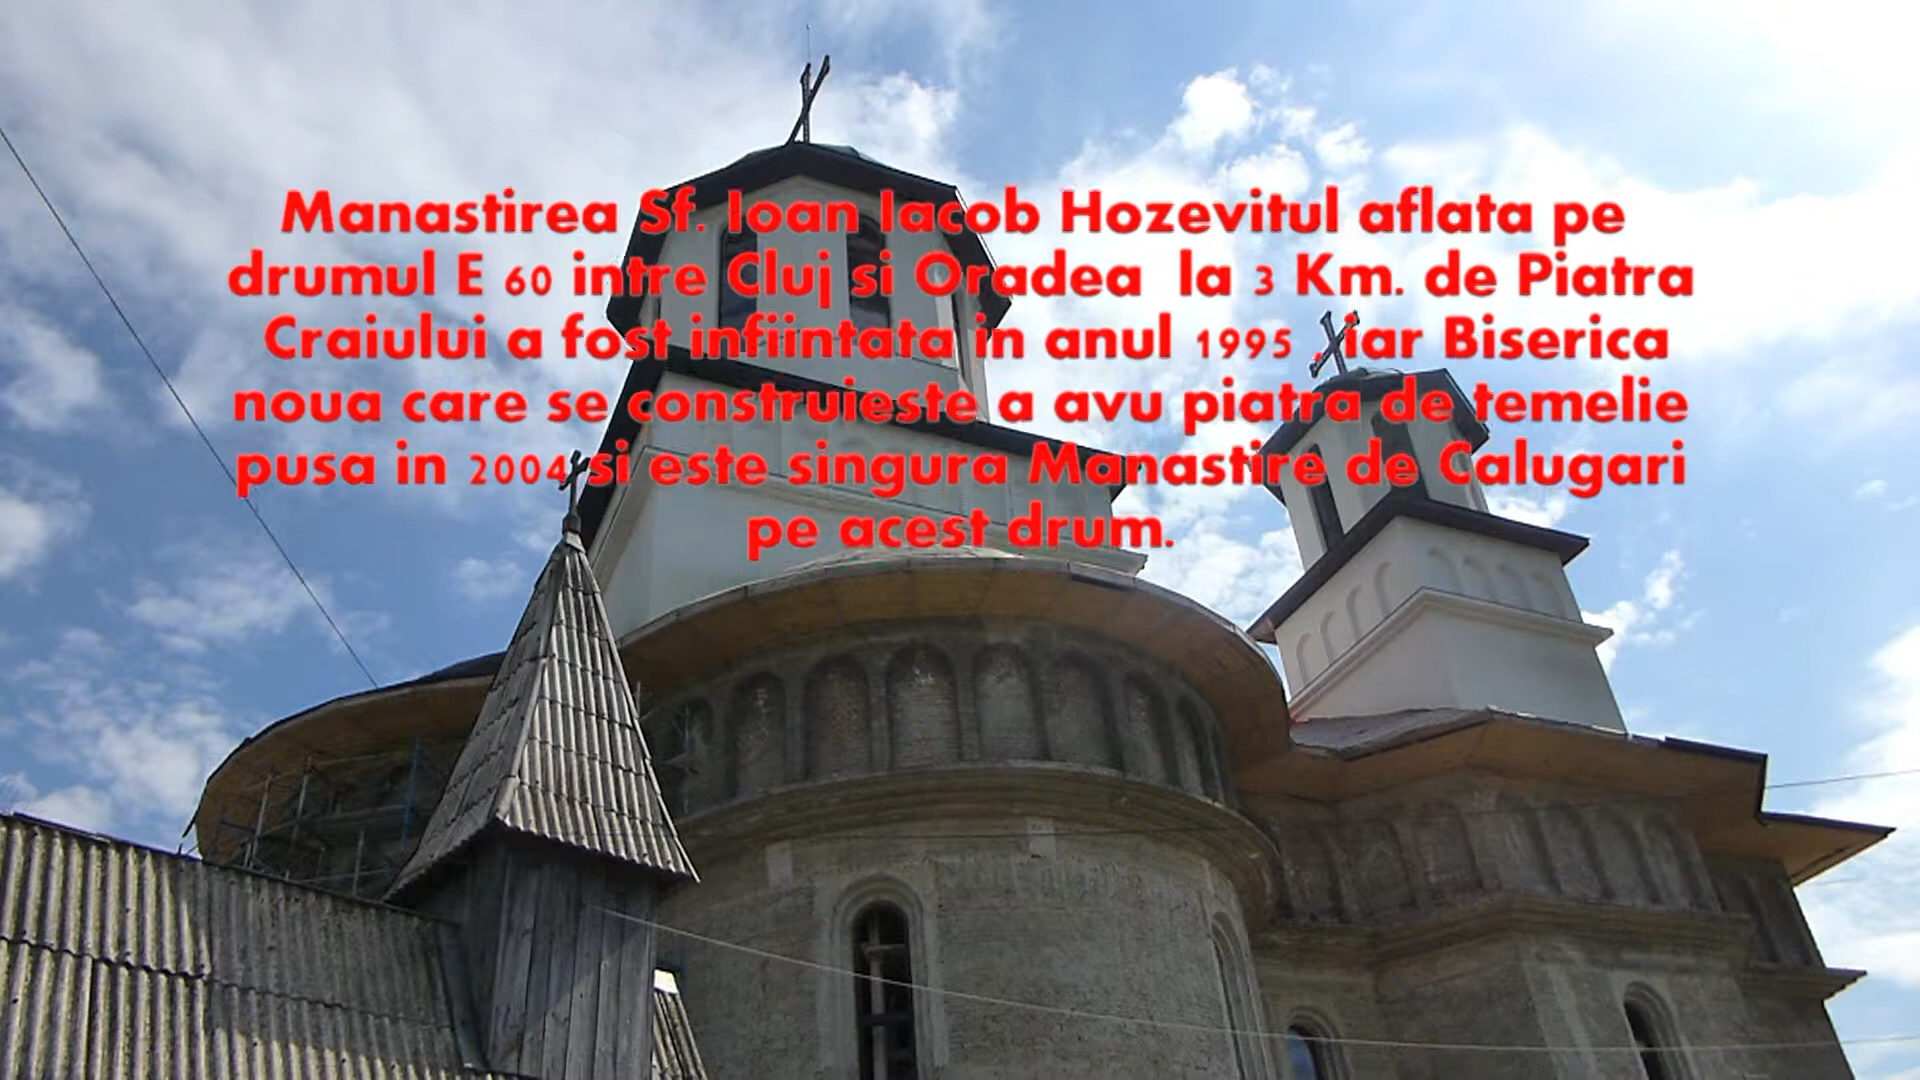 Manastirea Sf. Ioan Iacob Hozevitul aflata pe
drumul E 60 intre Cluj si Oradea la 3 Km. de Piatra
Craiului a fost infiintata in anul 1995 , iar Biserica
noua care se construieste a avu piatra de temelie
pusa in 2004 si este singura Manastire de Calugari
pe acest drum.